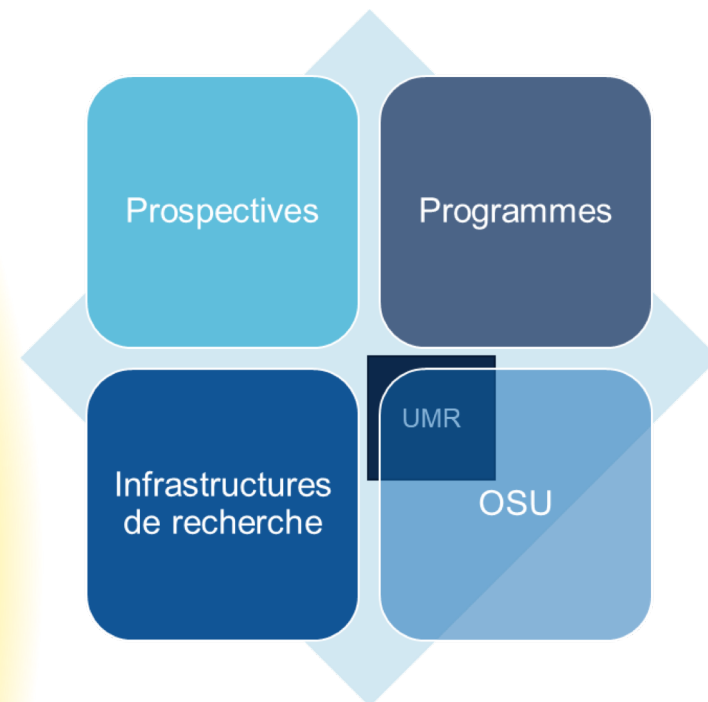 Prospectives
Programmes
UMR
Infrastructures
de recherche
OSU